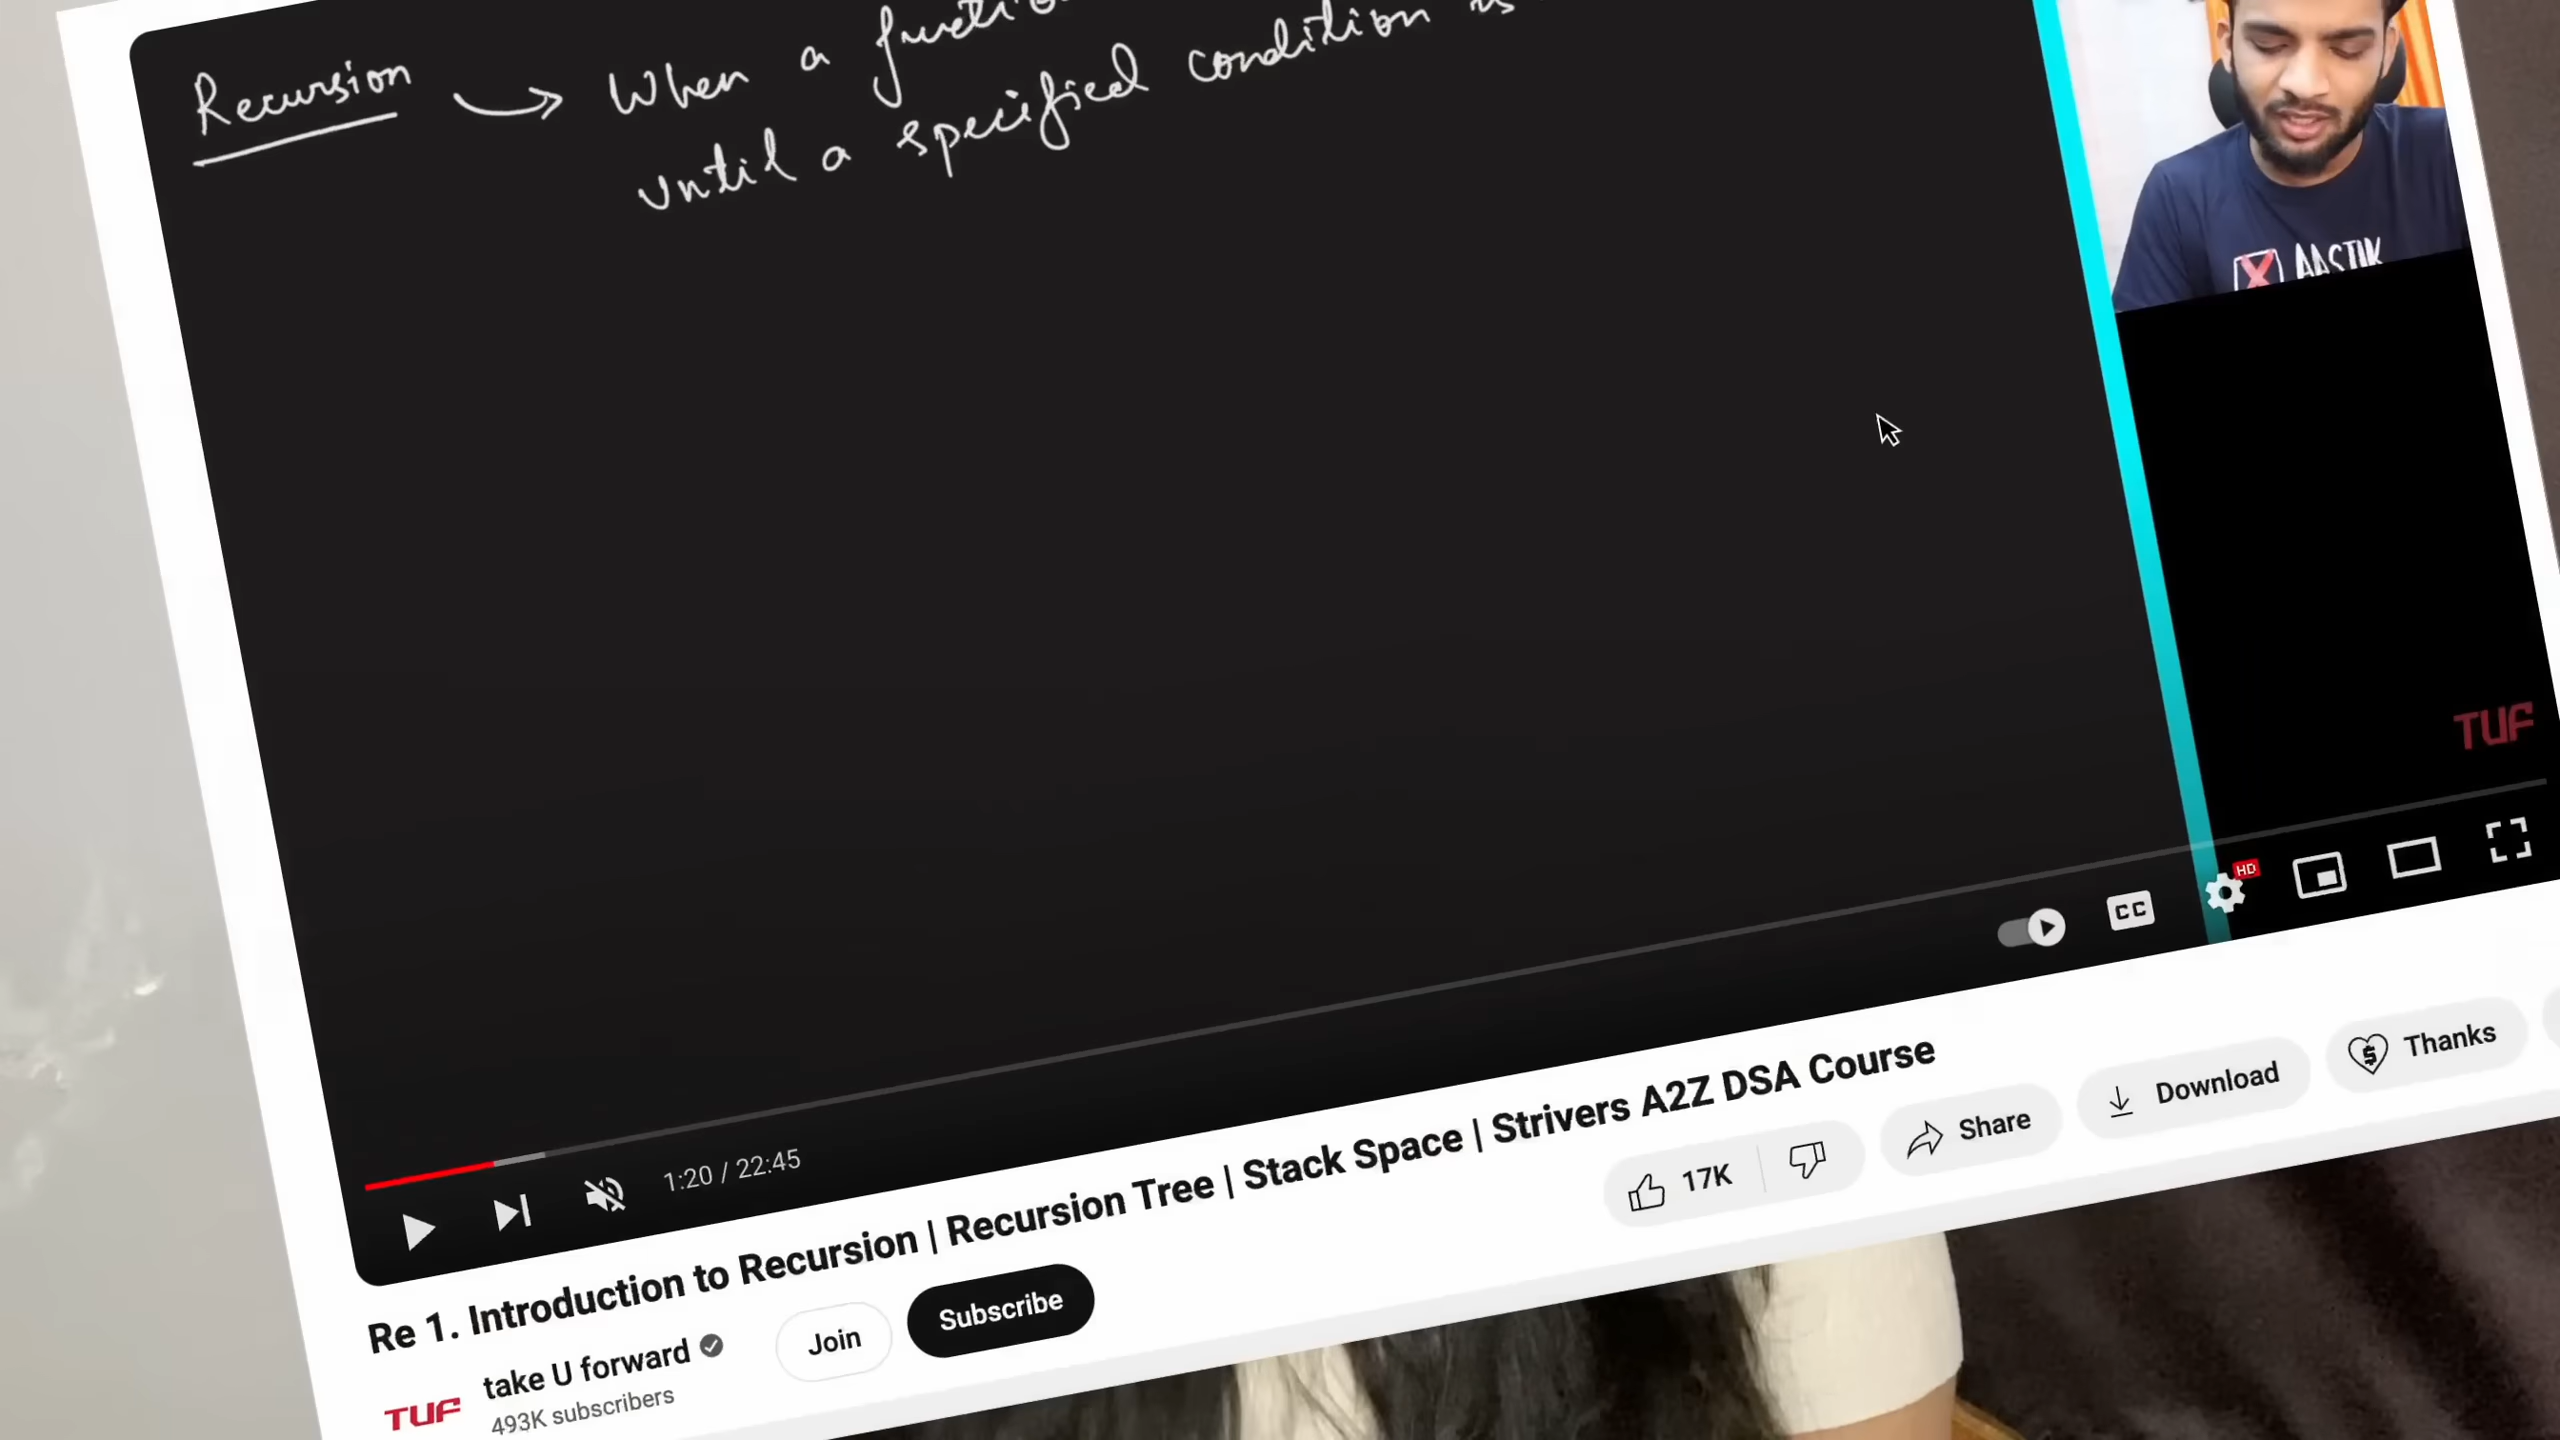 Recursion → When a
until a specified condition is
AASTIK
TUF
HD
CC
1:20 / 22:45
Re 1. Introduction to Recursion | Recursion Tree | Stack Space | Strivers A2Z DSA Course
17K
Share
Download
Thanks
TUF
take U forward
493K subscribers
Join
Subscribe